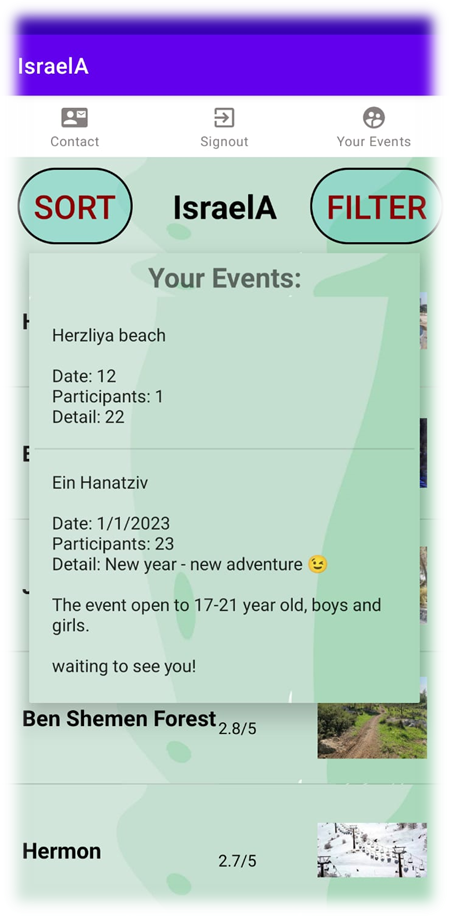 IsraelA
Contact
Signout
Your Events
SORT
IsraelA
FILTER
Your Events:
Herzliya beach
Date: 12
Participants: 1
Detail: 22
Ein Hanatziv
Date: 1/1/2023
Participants: 23
Detail: New year - new adventure 😉
The event open to 17-21 year old, boys and
girls.
waiting to see you!
Ben Shemen Forest
2.8/5
Hermon
2.7/5